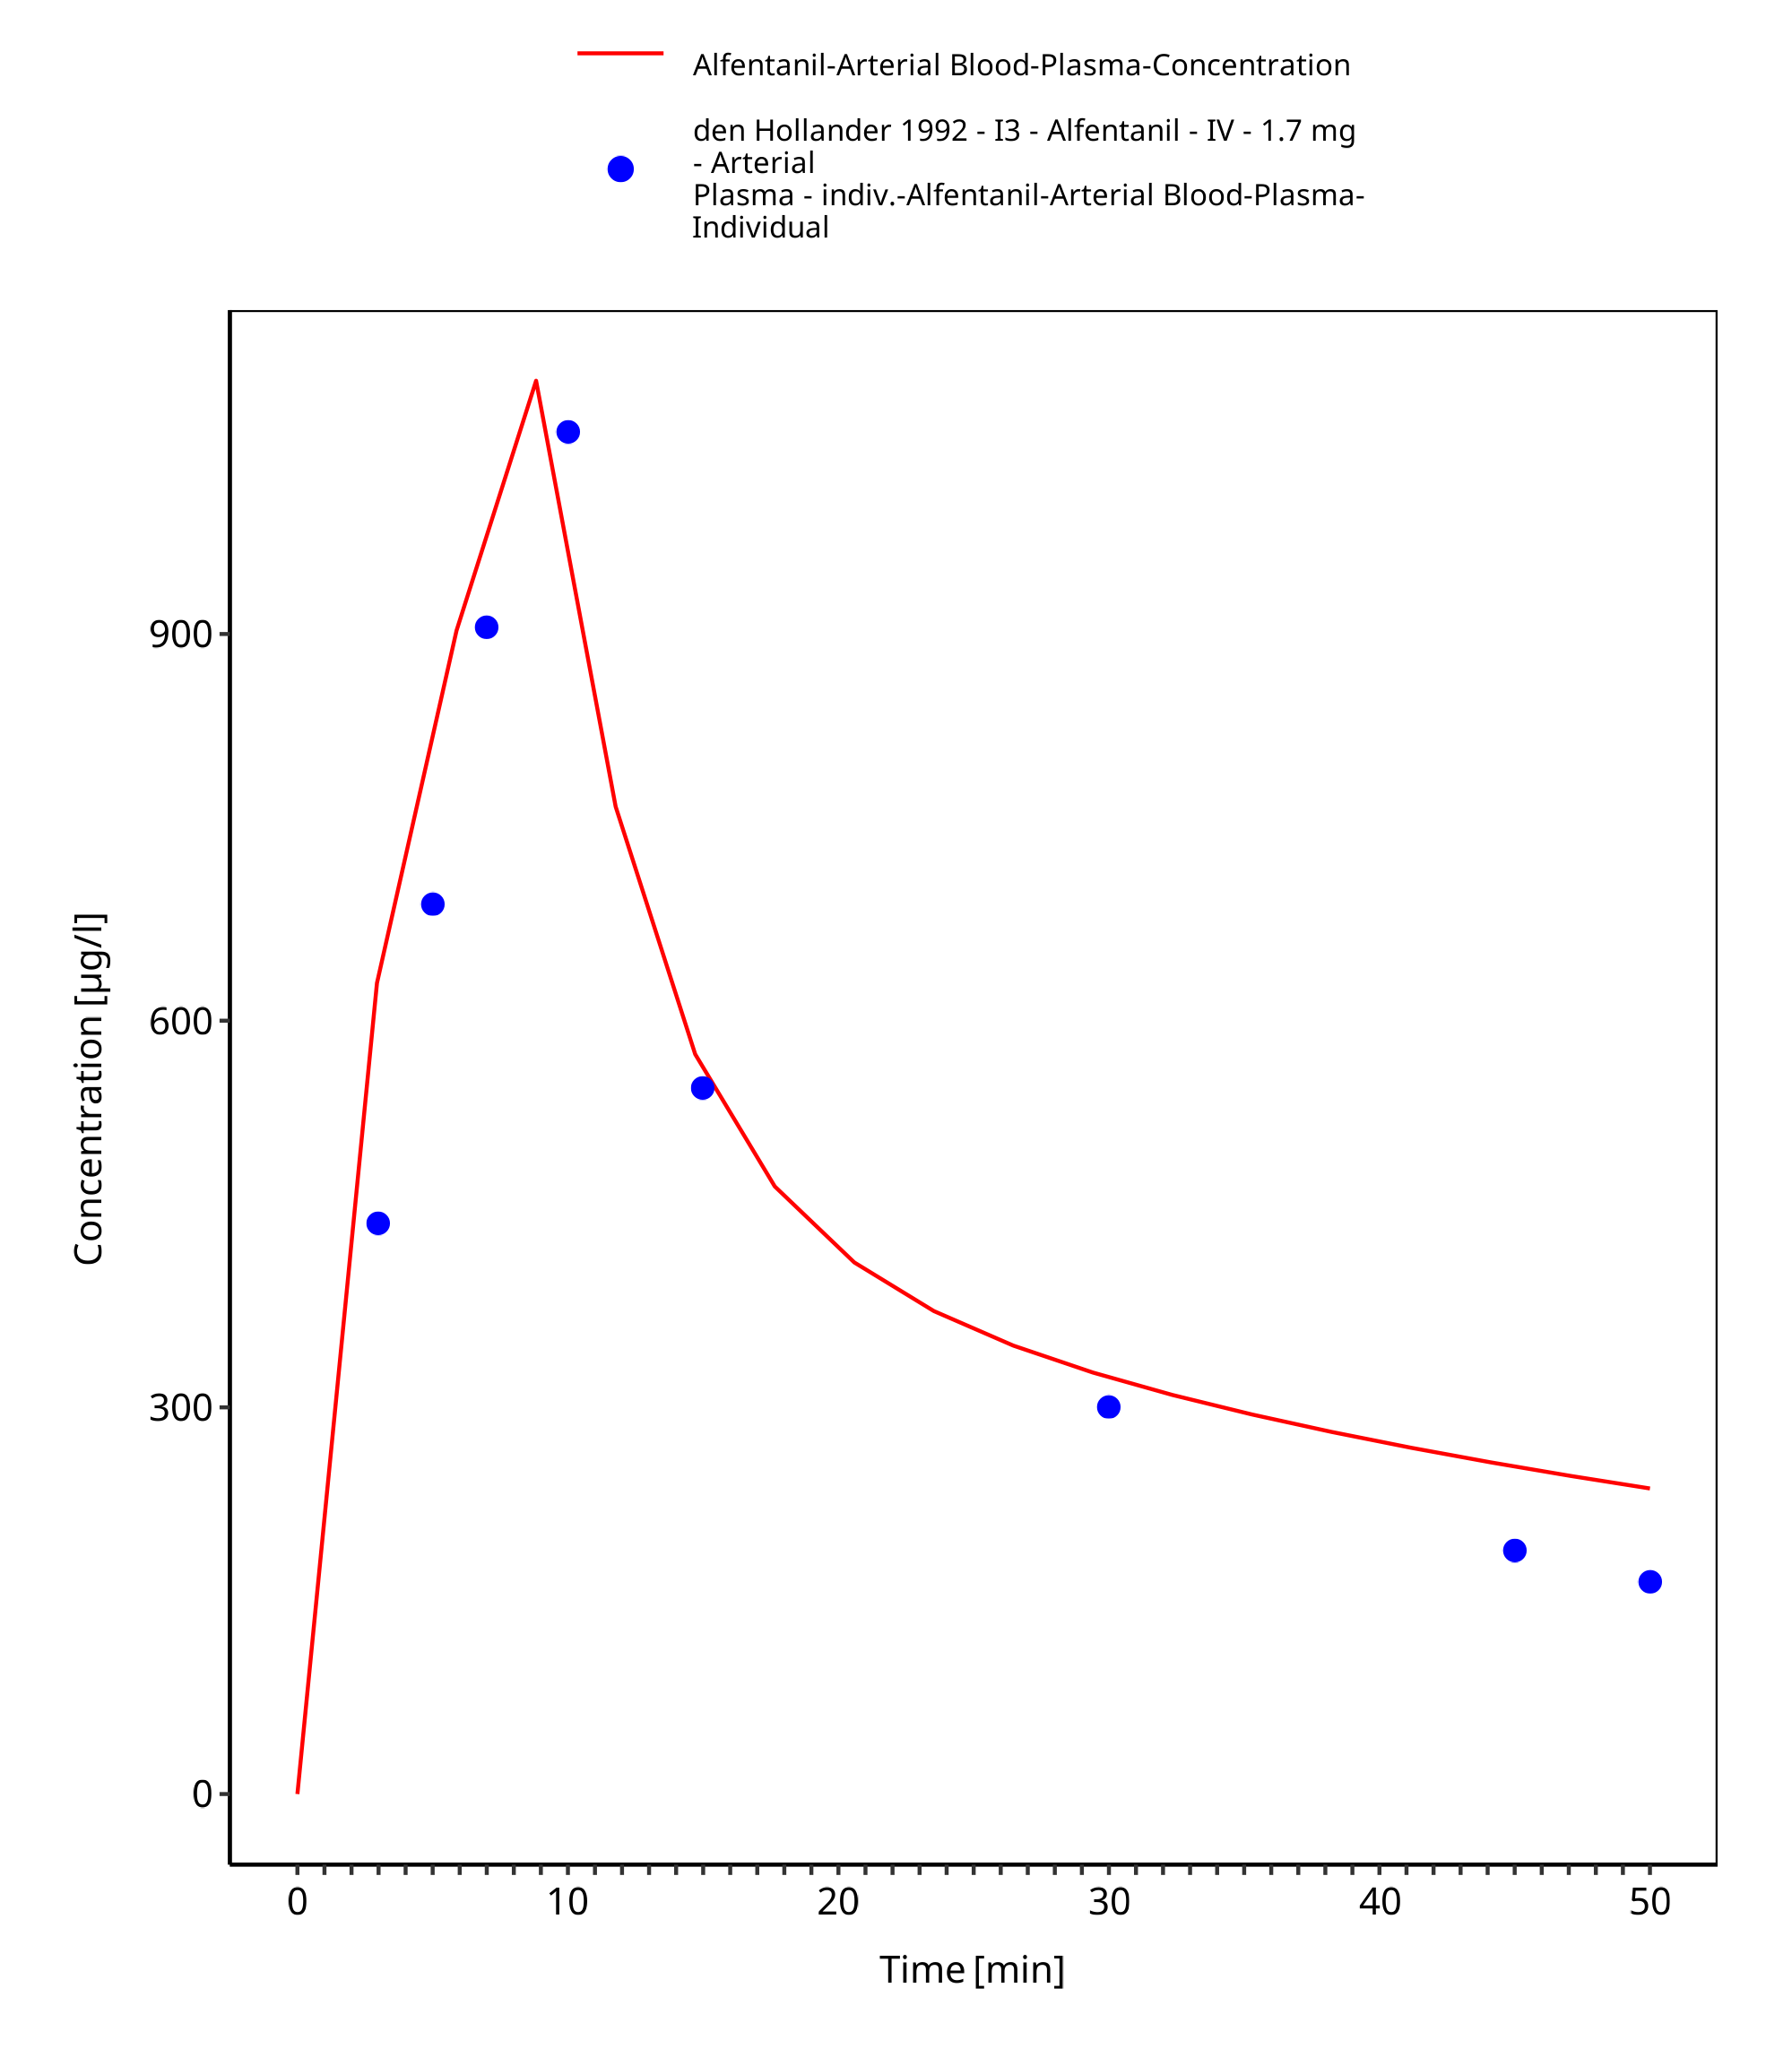 Alfentanil-Arterial Blood-Plasma-Concentration
den Hollander 1992 - I3 - Alfentanil - IV - 1.7 mg
- Arterial
Plasma - indiv.-Alfentanil-Arterial Blood-Plasma-
Individual
900
600
300
0
Concentration [µg/l]
0 10 20 30 40 50
Time [min]